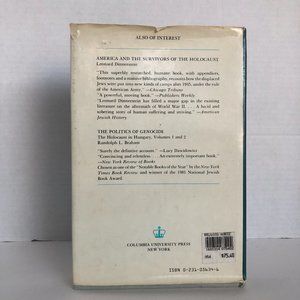 ALSO OF INTEREST
AMERICA AND THE SURVIVORS OF THE HOLOCAUST
Leonard Dinnerstein
"This superbly researched, humane book, with appendixes,
footnotes and a massive bibliography, recounts how the displaced
Jews were put into new kinds of camps after 1945, under the rule
of the American Army." —Chicago Tribune
"A powerful, moving book." —Publishers Weekly
"Leonard Dinnerstein has filled a major gap in the existing
literature on the aftermath of World War II. . . . A lucid and
sobering story of human suffering and striving." —American
Jewish History
THE POLITICS OF GENOCIDE
The Holocaust in Hungary, Volumes 1 and 2
Randolph L. Braham
"Surely the definitive account." —Lucy Dawidowicz
"Convincing and relentless. . . . An extremely important book."
—New York Review of Books
Chosen as one of the "Notable Books of the Year" by the New York
Times Book Review and winner of the 1981 National Jewish
Book Award.
COLUMBIA UNIVERSITY PRESS
NEW YORK
$75.60
ISBN 0-231-05634-6